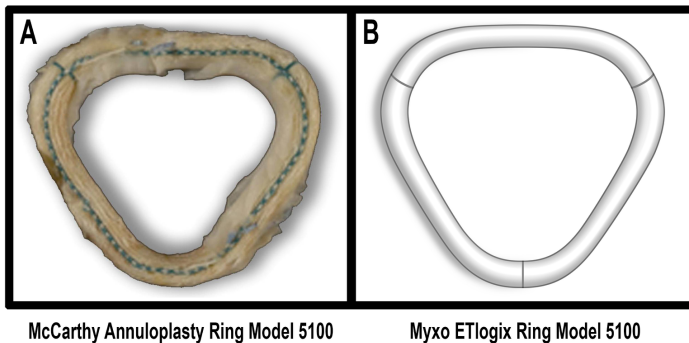 A
B
McCarthy Annuloplasty Ring Model 5100
Myxo ETlogix Ring Model 5100